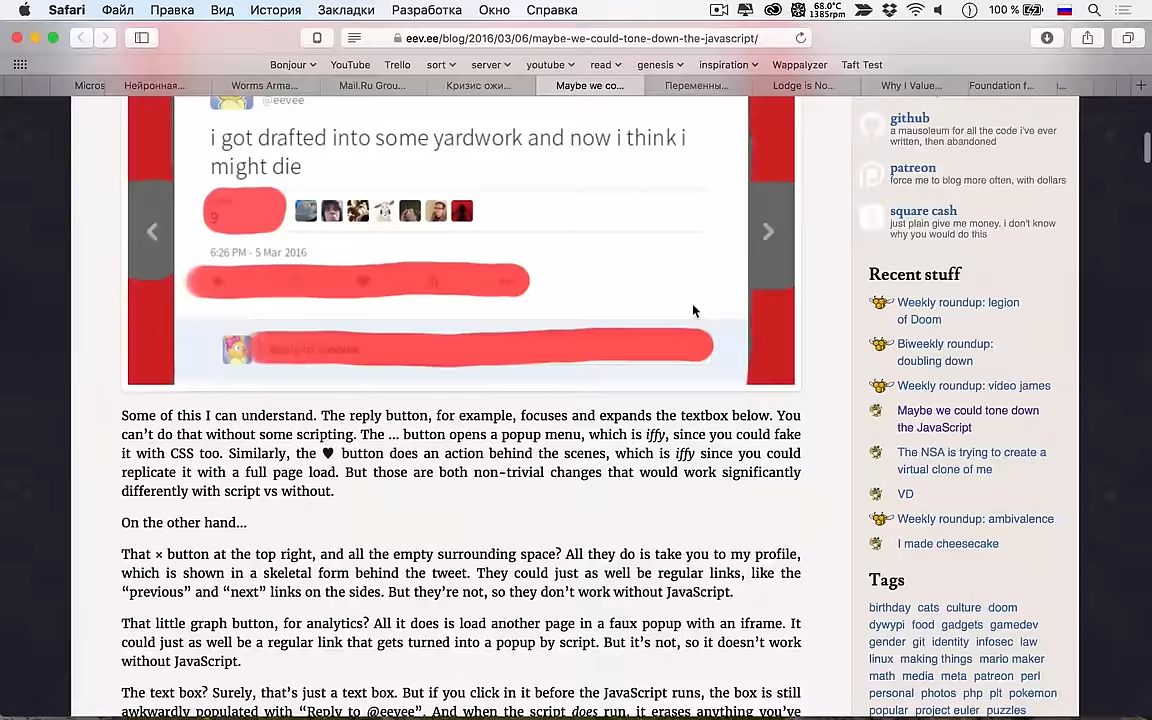 Safari Файл Правка Вид История Закладки Разработка Окно Справка 68.0°C 1385rpm 100 %
eev.ee/blog/2016/03/06/maybe-we-could-tone-down-the-javascript/
Bonjour YouTube Trello sort server youtube read genesis inspiration Wappalyzer Taft Test
Micros Нейронная... Worms Arma... Mail.Ru Grou... Кризис ожи... Maybe we co... Переменны... Lodge is No... Why I Value... Foundation f... ...
@eevee
i got drafted into some yardwork and now i think i
might die
9
6:26 PM - 5 Mar 2016
Reply to @eevee
Some of this I can understand. The reply button, for example, focuses and expands the textbox below. You
can’t do that without some scripting. The ... button opens a popup menu, which is iffy, since you could fake
it with CSS too. Similarly, the ♥ button does an action behind the scenes, which is iffy since you could
replicate it with a full page load. But those are both non-trivial changes that would work significantly
differently with script vs without.
On the other hand...
That × button at the top right, and all the empty surrounding space? All they do is take you to my profile,
which is shown in a skeletal form behind the tweet. They could just as well be regular links, like the
“previous” and “next” links on the sides. But they’re not, so they don’t work without JavaScript.
That little graph button, for analytics? All it does is load another page in a faux popup with an iframe. It
could just as well be a regular link that gets turned into a popup by script. But it’s not, so it doesn’t work
without JavaScript.
The text box? Surely, that’s just a text box. But if you click in it before the JavaScript runs, the box is still
awkwardly populated with “Reply to @eevee”. And when the script does run, it erases anything you’ve
github
a mausoleum for all the code i've ever
written, then abandoned
patreon
force me to blog more often, with dollars
square cash
just plain give me money. i don't know
why you would do this
Recent stuff
Weekly roundup: legion
of Doom
Biweekly roundup:
doubling down
Weekly roundup: video james
Maybe we could tone down
the JavaScript
The NSA is trying to create a
virtual clone of me
VD
Weekly roundup: ambivalence
I made cheesecake
Tags
birthday cats culture doom
dywypi food gadgets gamedev
gender git identity infosec law
linux making things mario maker
math media meta patreon perl
personal photos php plt pokemon
popular project euler puzzles